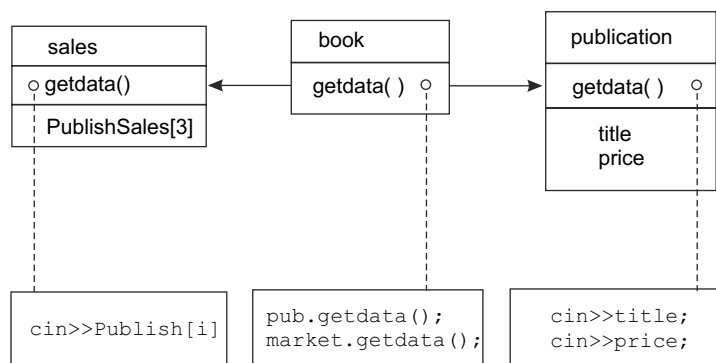 sales
getdata()
PublishSales[3]
book
getdata( )
publication
getdata( )
title
price
cin>>Publish[i]
pub.getdata();
market.getdata();
cin>>title;
cin>>price;